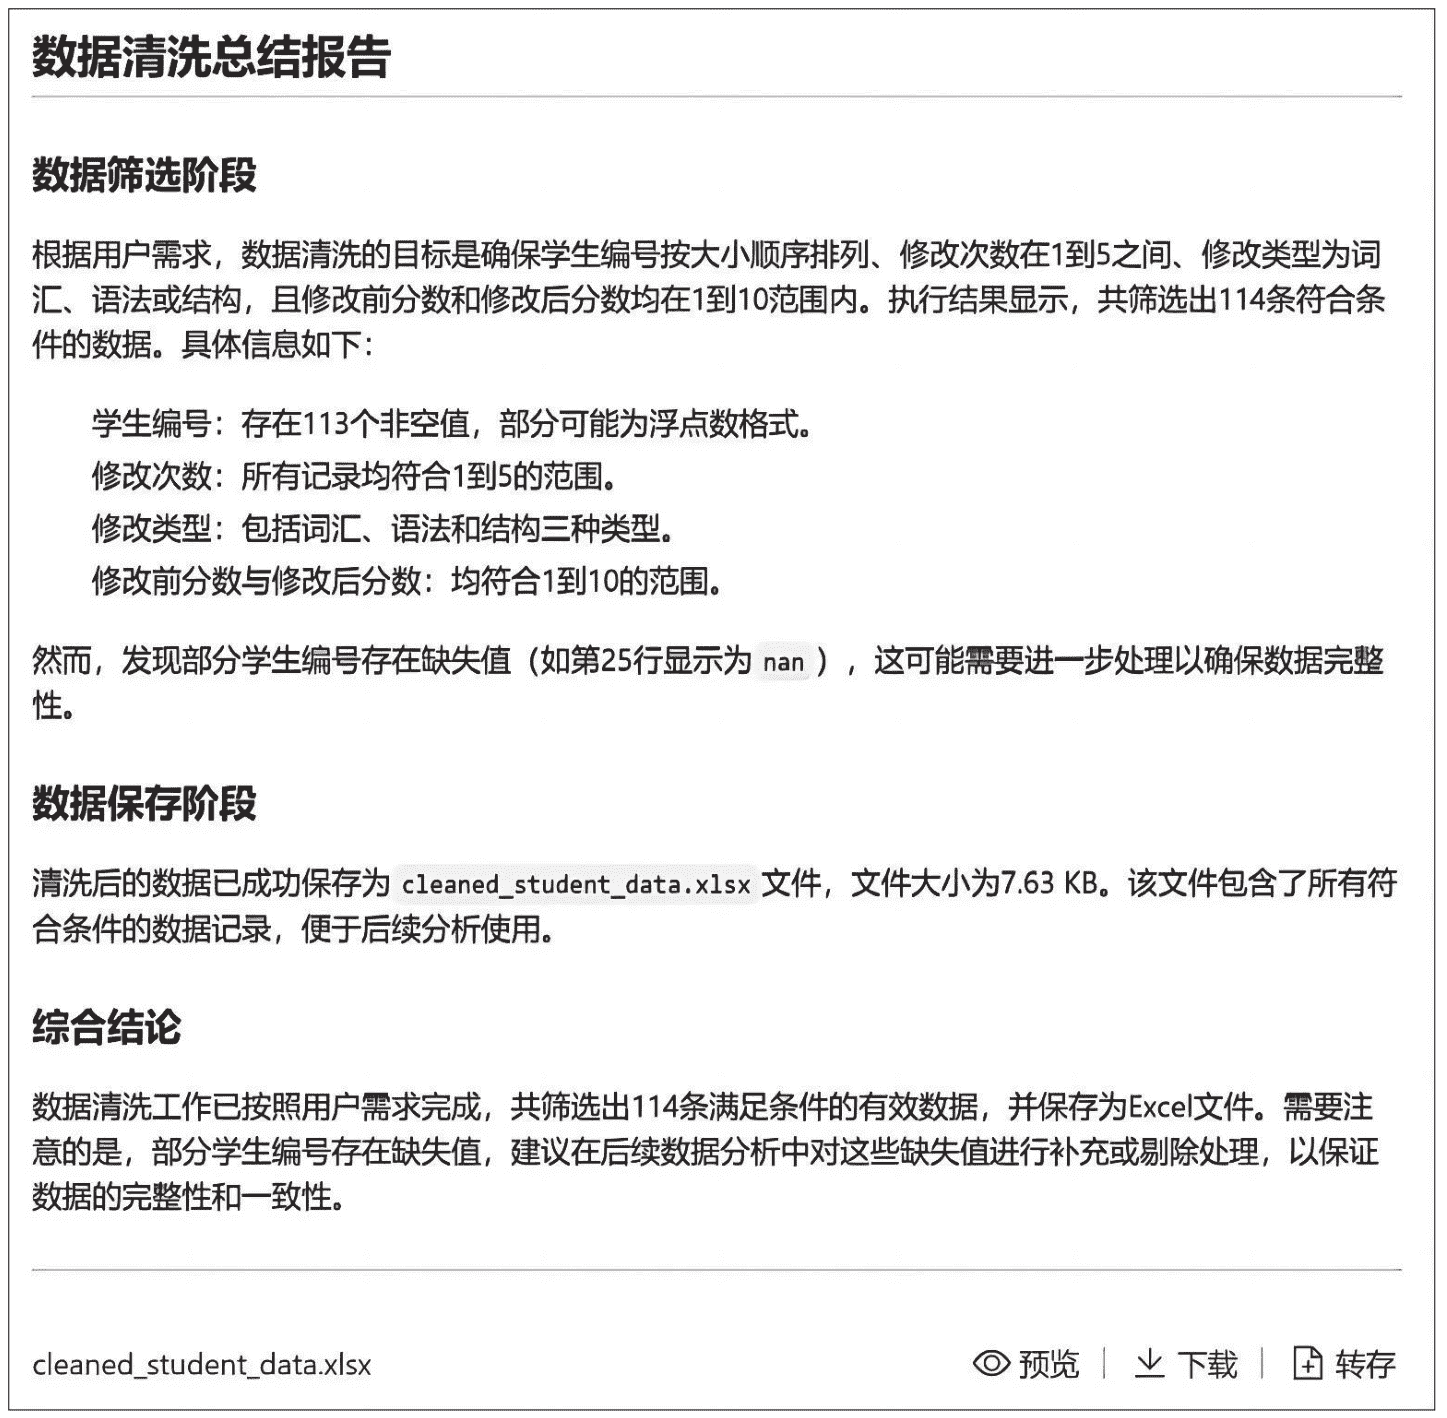 数据清洗总结报告
数据筛选阶段
根据用户需求，数据清洗的目标是确保学生编号按大小顺序排列、修改次数在1到5之间、修改类型为词
汇、语法或结构，且修改前分数和修改后分数均在1到10范围内。执行结果显示，共筛选出114条符合条
件的数据。具体信息如下：
学生编号：存在113个非空值，部分可能为浮点数格式。
修改次数：所有记录均符合1到5的范围。
修改类型：包括词汇、语法和结构三种类型。
修改前分数与修改后分数：均符合1到10的范围。
然而，发现部分学生编号存在缺失值（如第25行显示为 nan ），这可能需要进一步处理以确保数据完整
性。
数据保存阶段
清洗后的数据已成功保存为 cleaned_student_data.xlsx 文件，文件大小为7.63 KB。该文件包含了所有符
合条件的数据记录，便于后续分析使用。
综合结论
数据清洗工作已按照用户需求完成，共筛选出114条满足条件的有效数据，并保存为Excel文件。需要注
意的是，部分学生编号存在缺失值，建议在后续数据分析中对这些缺失值进行补充或剔除处理，以保证
数据的完整性和一致性。
cleaned_student_data.xlsx 预览 | 下载 | 转存